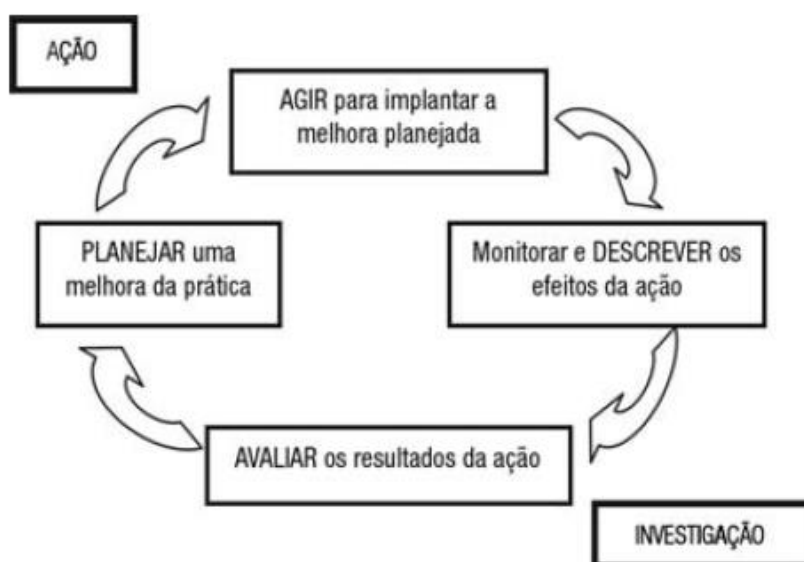 AÇÃO
AGIR para implantar a
melhora planejada
PLANEJAR uma
melhora da prática
Monitorar e DESCREVER os
efeitos da ação
AVALIAR os resultados da ação
INVESTIGAÇÃO